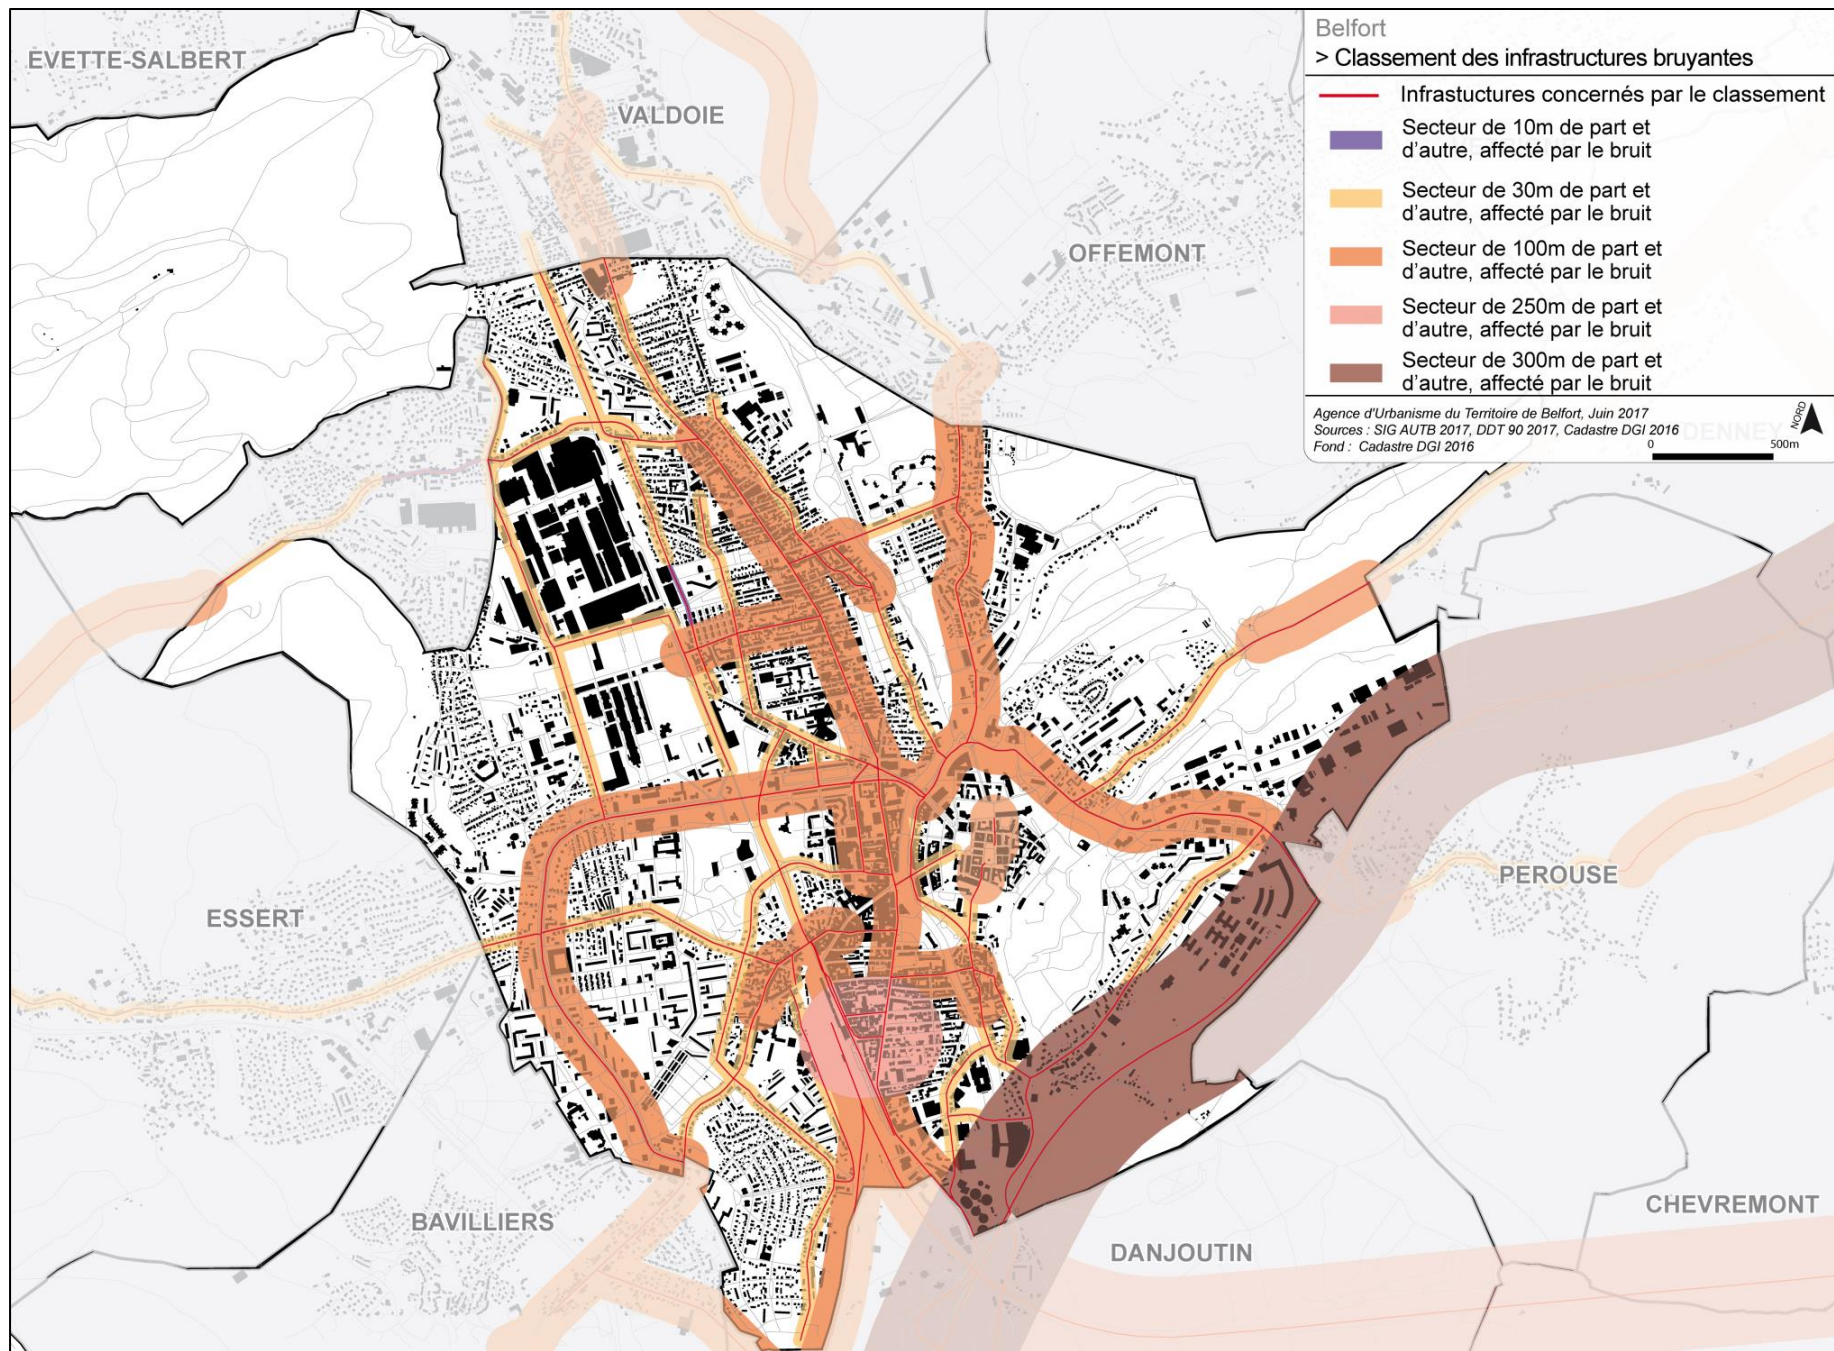 Belfort
> Classement des infrastructures bruyantes
Infrastuctures concernés par le classement
Secteur de 10m de part et
d'autre, affecté par le bruit
Secteur de 30m de part et
d'autre, affecté par le bruit
Secteur de 100m de part et
d'autre, affecté par le bruit
Secteur de 250m de part et
d'autre, affecté par le bruit
Secteur de 300m de part et
d'autre, affecté par le bruit
Agence d'Urbanisme du Territoire de Belfort, Juin 2017
Sources : SIG AUTB 2017, DDT 90 2017, Cadastre DGI 2016
Fond : Cadastre DGI 2016
NORD
0 500m
DENNEY
EVETTE-SALBERT
VALDOIE
OFFEMONT
PEROUSE
ESSERT
BAVILLIERS
DANJOUTIN
CHEVREMONT